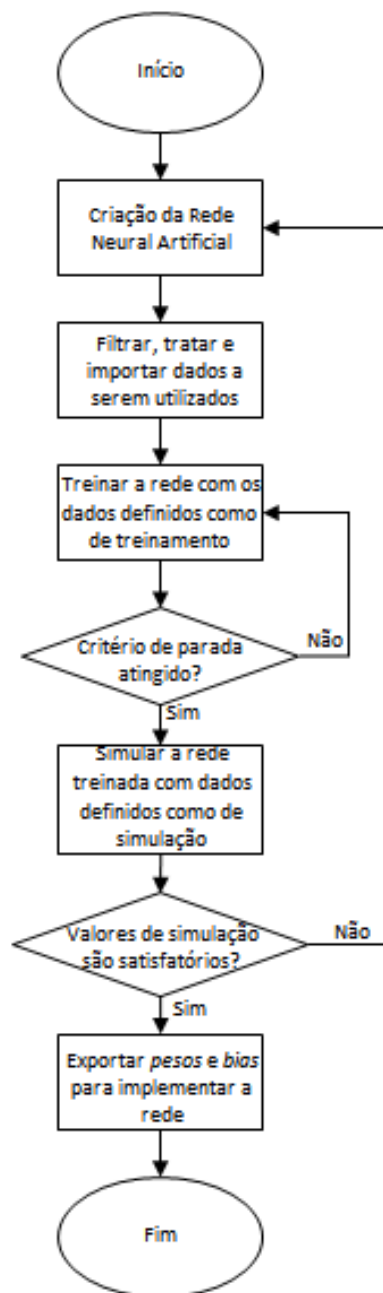 Início
Criação da Rede
Neural Artificial
Filtrar, tratar e
importar dados a
serem utilizados
Treinar a rede com os
dados definidos como
de treinamento
Critério de parada
atingido?
Não
Sim
Simular a rede
treinada com dados
definidos como de
simulação
Valores de simulação
são satisfatórios?
Não
Sim
Exportar pesos e bias
para implementar a
rede
Fim